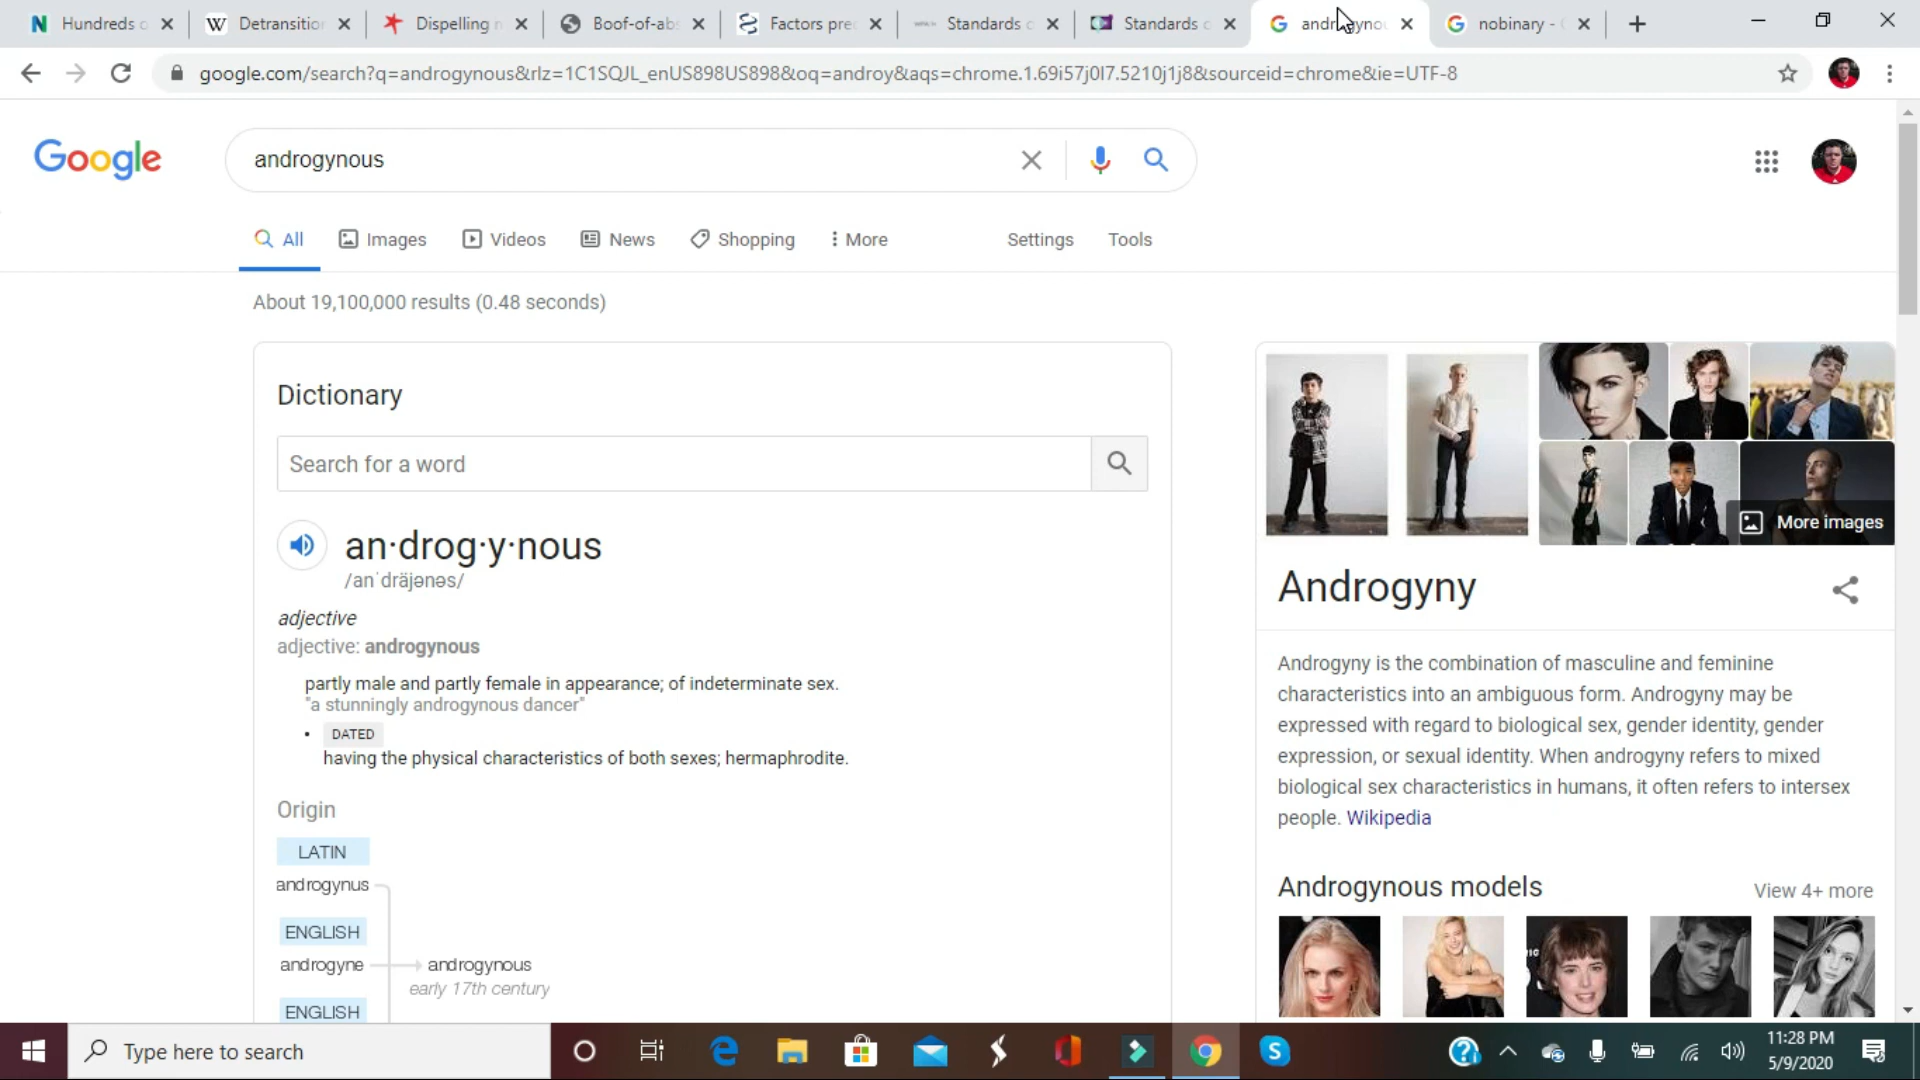 Hundreds o
Detransition
Dispelling
Boof-of-ab
Factors pre
Standards o
Standards o
nobinary -
google.com/search?q=androgynous&rlz=1C1SQJL_enUS898US898&oq=androy&aqs=chrome.1.69i57j0l7.5210j1j8&sourceid=chrome&ie=UTF-8
Google
androgynous
All
Images
Videos
News
Shopping
More
Settings
Tools
About 19,100,000 results (0.48 seconds)
Dictionary
Search for a word
an·drog·y·nous
/anˈdräjənəs/
adjective
adjective: androgynous
partly male and partly female in appearance; of indeterminate sex.
"a stunningly androgynous dancer"
• DATED
having the physical characteristics of both sexes; hermaphrodite.
Origin
LATIN
androgynus
ENGLISH
androgyne
androgynous
early 17th century
ENGLISH
More images
Androgyny
Androgyny is the combination of masculine and feminine
characteristics into an ambiguous form. Androgyny may be
expressed with regard to biological sex, gender identity, gender
expression, or sexual identity. When androgyny refers to mixed
biological sex characteristics in humans, it often refers to intersex
people. Wikipedia
Androgynous models
View 4+ more
Type here to search
11:28 PM
5/9/2020